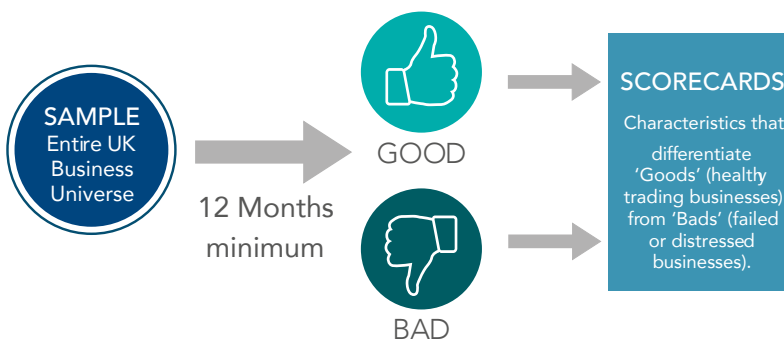 SAMPLE
Entire UK
Business
Universe
12 Months
minimum
GOOD
BAD
SCORECARDS
Characteristics that
differentiate
‘Goods’ (healthy
trading businesses)
from ‘Bads’ (failed
or distressed
businesses).